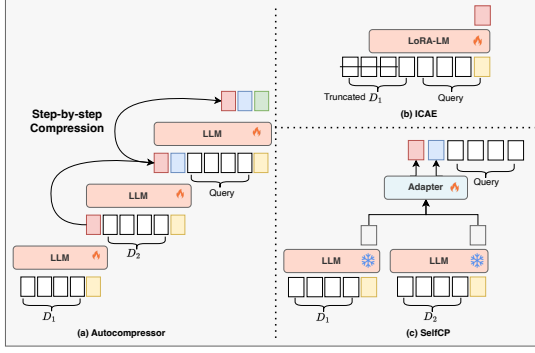 Step-by-step
Compression
LLM
Query
LLM
D2
LLM
D1
(a) Autocompressor
LoRA-LM
Truncated D1
Query
(b) ICAE
Query
Adapter
LLM
LLM
D1
D2
(c) SelfCP